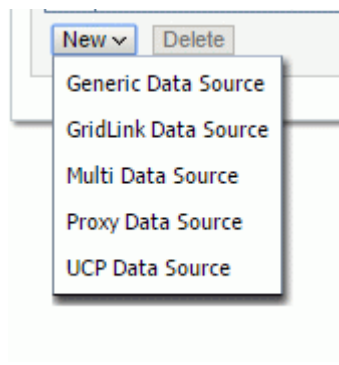 New Delete
Generic Data Source
GridLink Data Source
Multi Data Source
Proxy Data Source
UCP Data Source